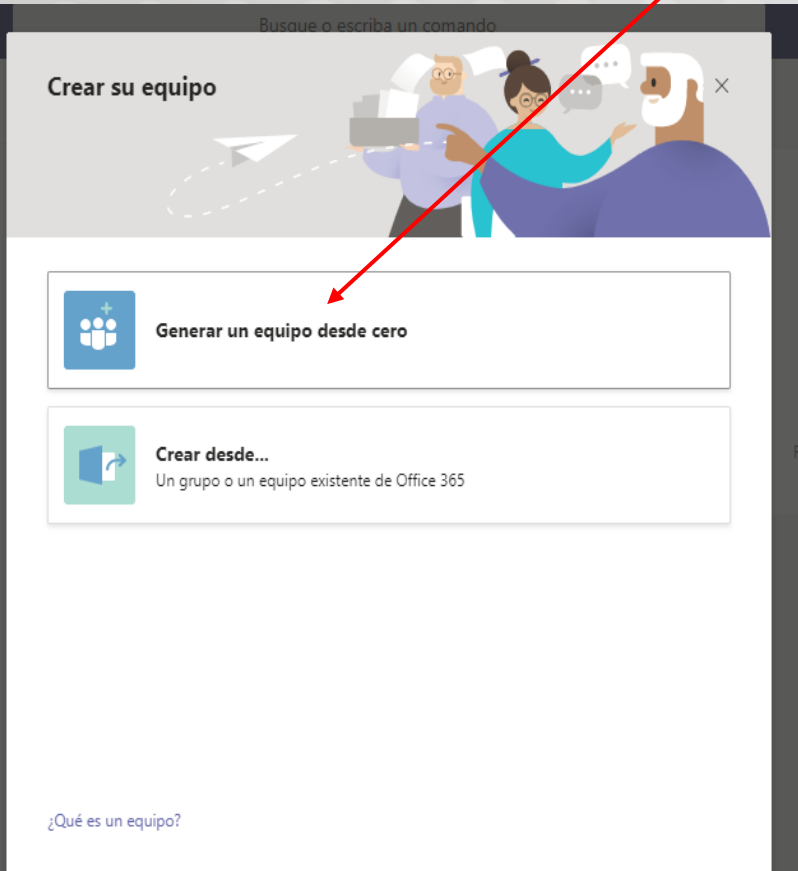 Busque o escriba un comando
Crear su equipo
Generar un equipo desde cero
Crear desde...
Un grupo o un equipo existente de Office 365
¿Qué es un equipo?